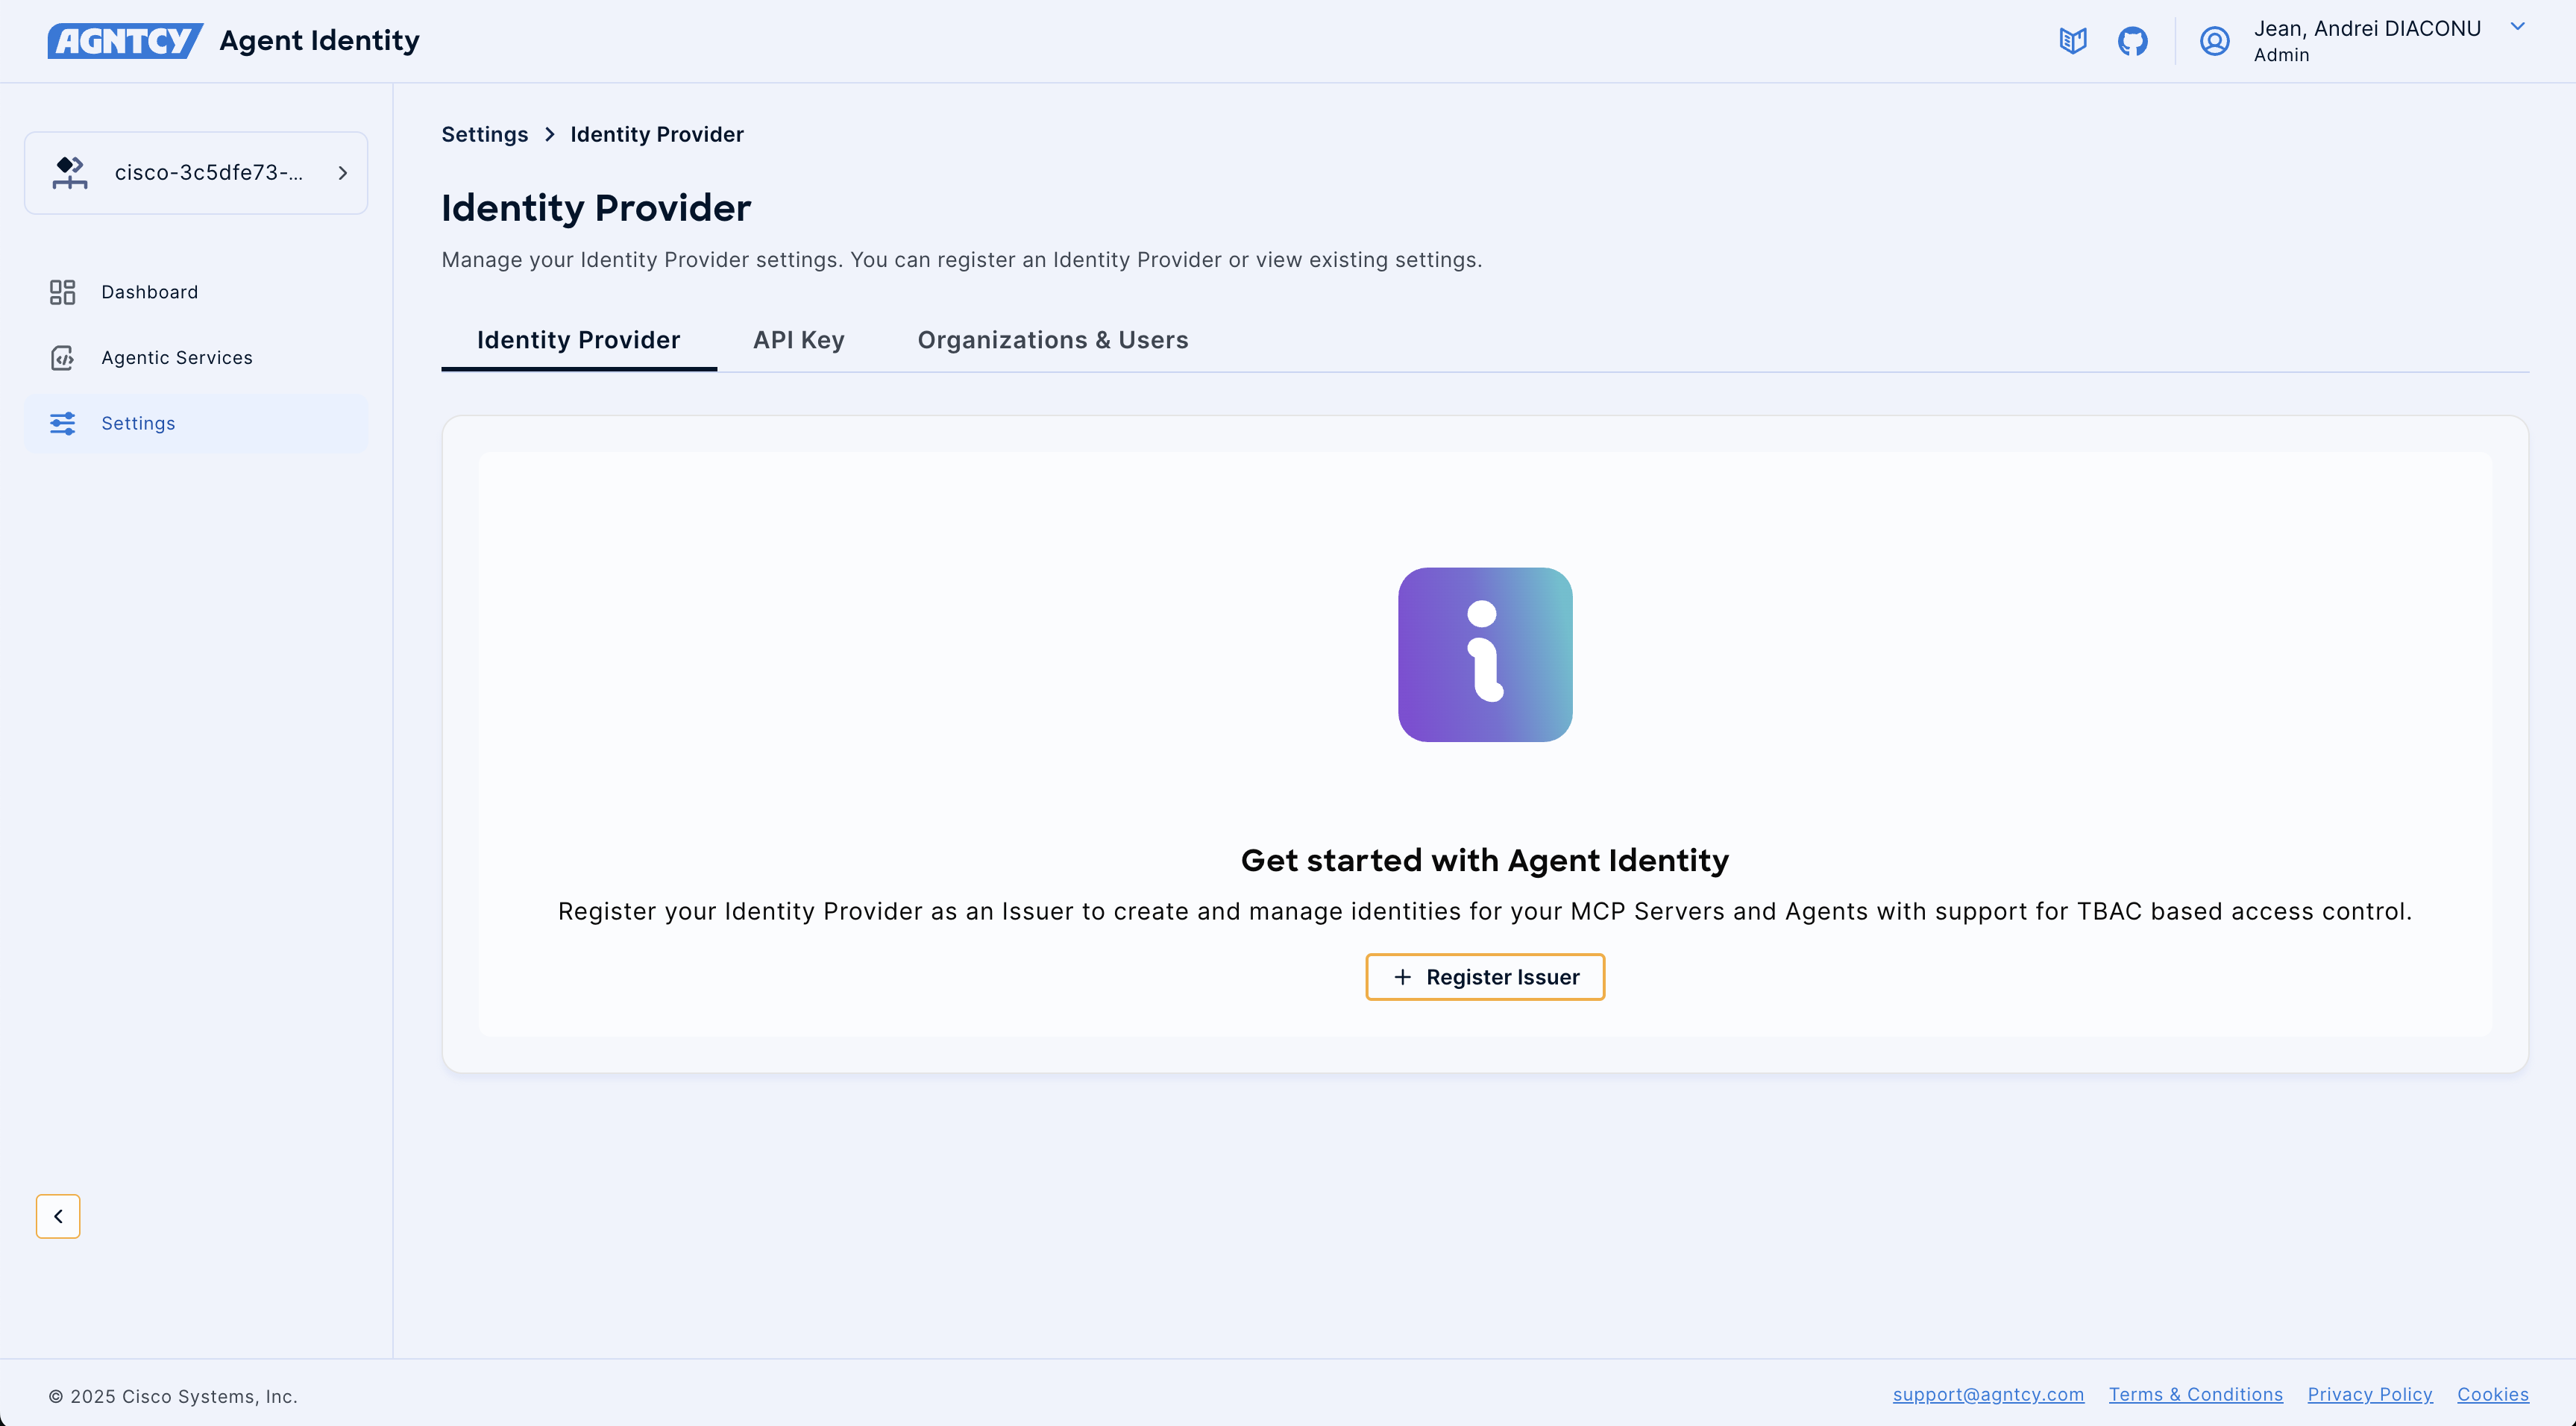 AGNTCY Agent Identity
Jean, Andrei DIACONU
Admin
cisco-3c5dfe73-...
Dashboard
Agentic Services
Settings
Settings > Identity Provider
Identity Provider
Manage your Identity Provider settings. You can register an Identity Provider or view existing settings.
Identity Provider API Key Organizations & Users
Get started with Agent Identity
Register your Identity Provider as an Issuer to create and manage identities for your MCP Servers and Agents with support for TBAC based access control.
+ Register Issuer
© 2025 Cisco Systems, Inc.
support@agntcy.com Terms & Conditions Privacy Policy Cookies